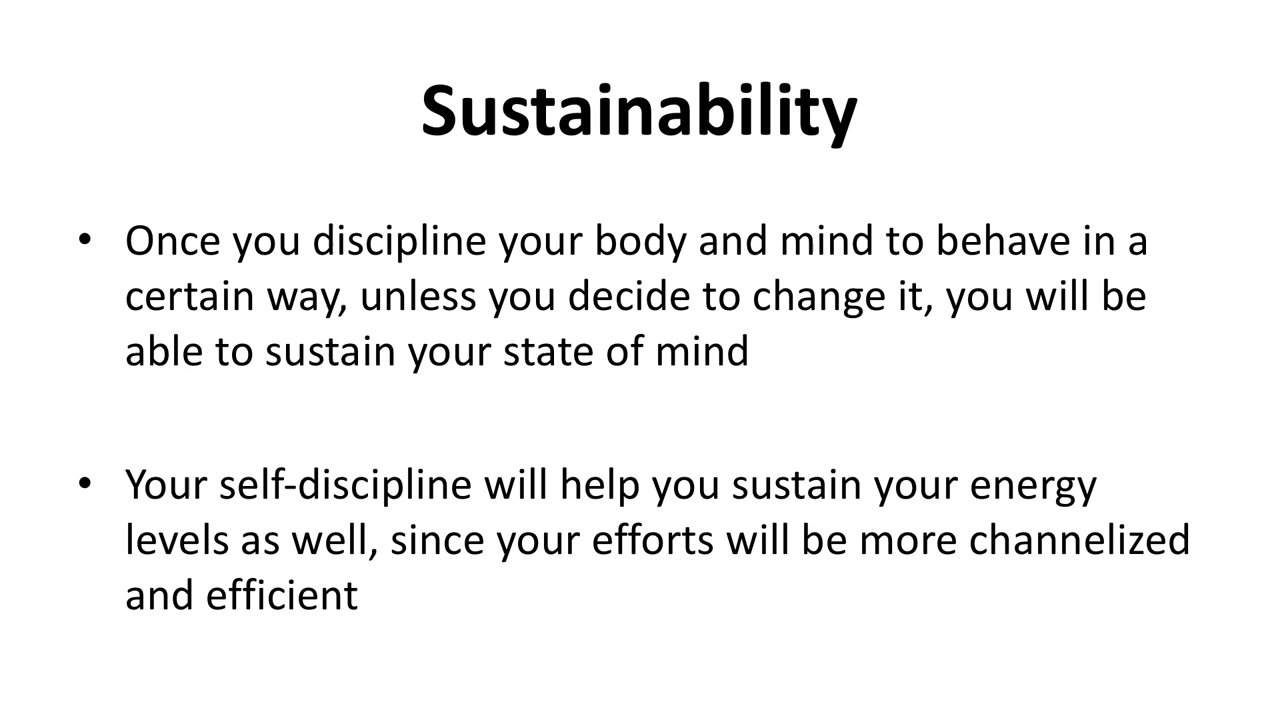 Sustainability
• Once you discipline your body and mind to behave in a
certain way, unless you decide to change it, you will be
able to sustain your state of mind
• Your self-discipline will help you sustain your energy
levels as well, since your efforts will be more channelized
and efficient